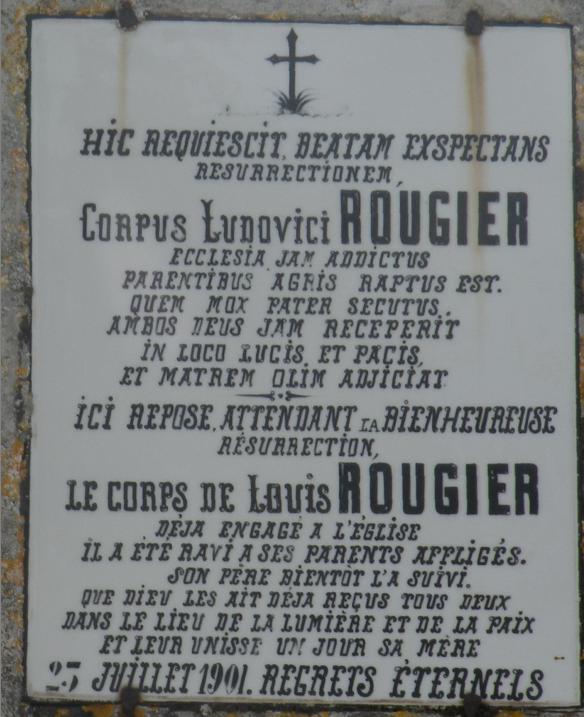 HIC REQUIESCIT, BEATAM EXSPECTANS
RESURRECTIONEM,
CORPUS LUDOVICI ROUGIER
ECCLESIA JAM ADDICTUS
PARENTIBUS AGRIS RAPTUS EST.
QUEM MOX PATER SECUTUS.
AMBOS DEUS JAM RECEPERIT
IN LOCO LUCIS, ET PACIS,
ET MATREM OLIM ADJICIAT
ICI REPOSE, ATTENDANT LA BIENHEUREUSE
RÉSURRECTION,
LE CORPS DE LOUIS ROUGIER
DÉJA ENGAGÉ A L'ÉGLISE
IL A ÉTÉ RAVI A SES PARENTS AFFLIGÉS.
SON PÈRE BIENTÔT L'A SUIVI.
QUE DIEU LES AIT DÉJA REÇUS TOUS DEUX
DANS LE LIEU DE LA LUMIÈRE ET DE LA PAIX
ET LEUR UNISSE UN JOUR SA MÈRE
JUILLET 1901. REGRETS ÉTERNELS